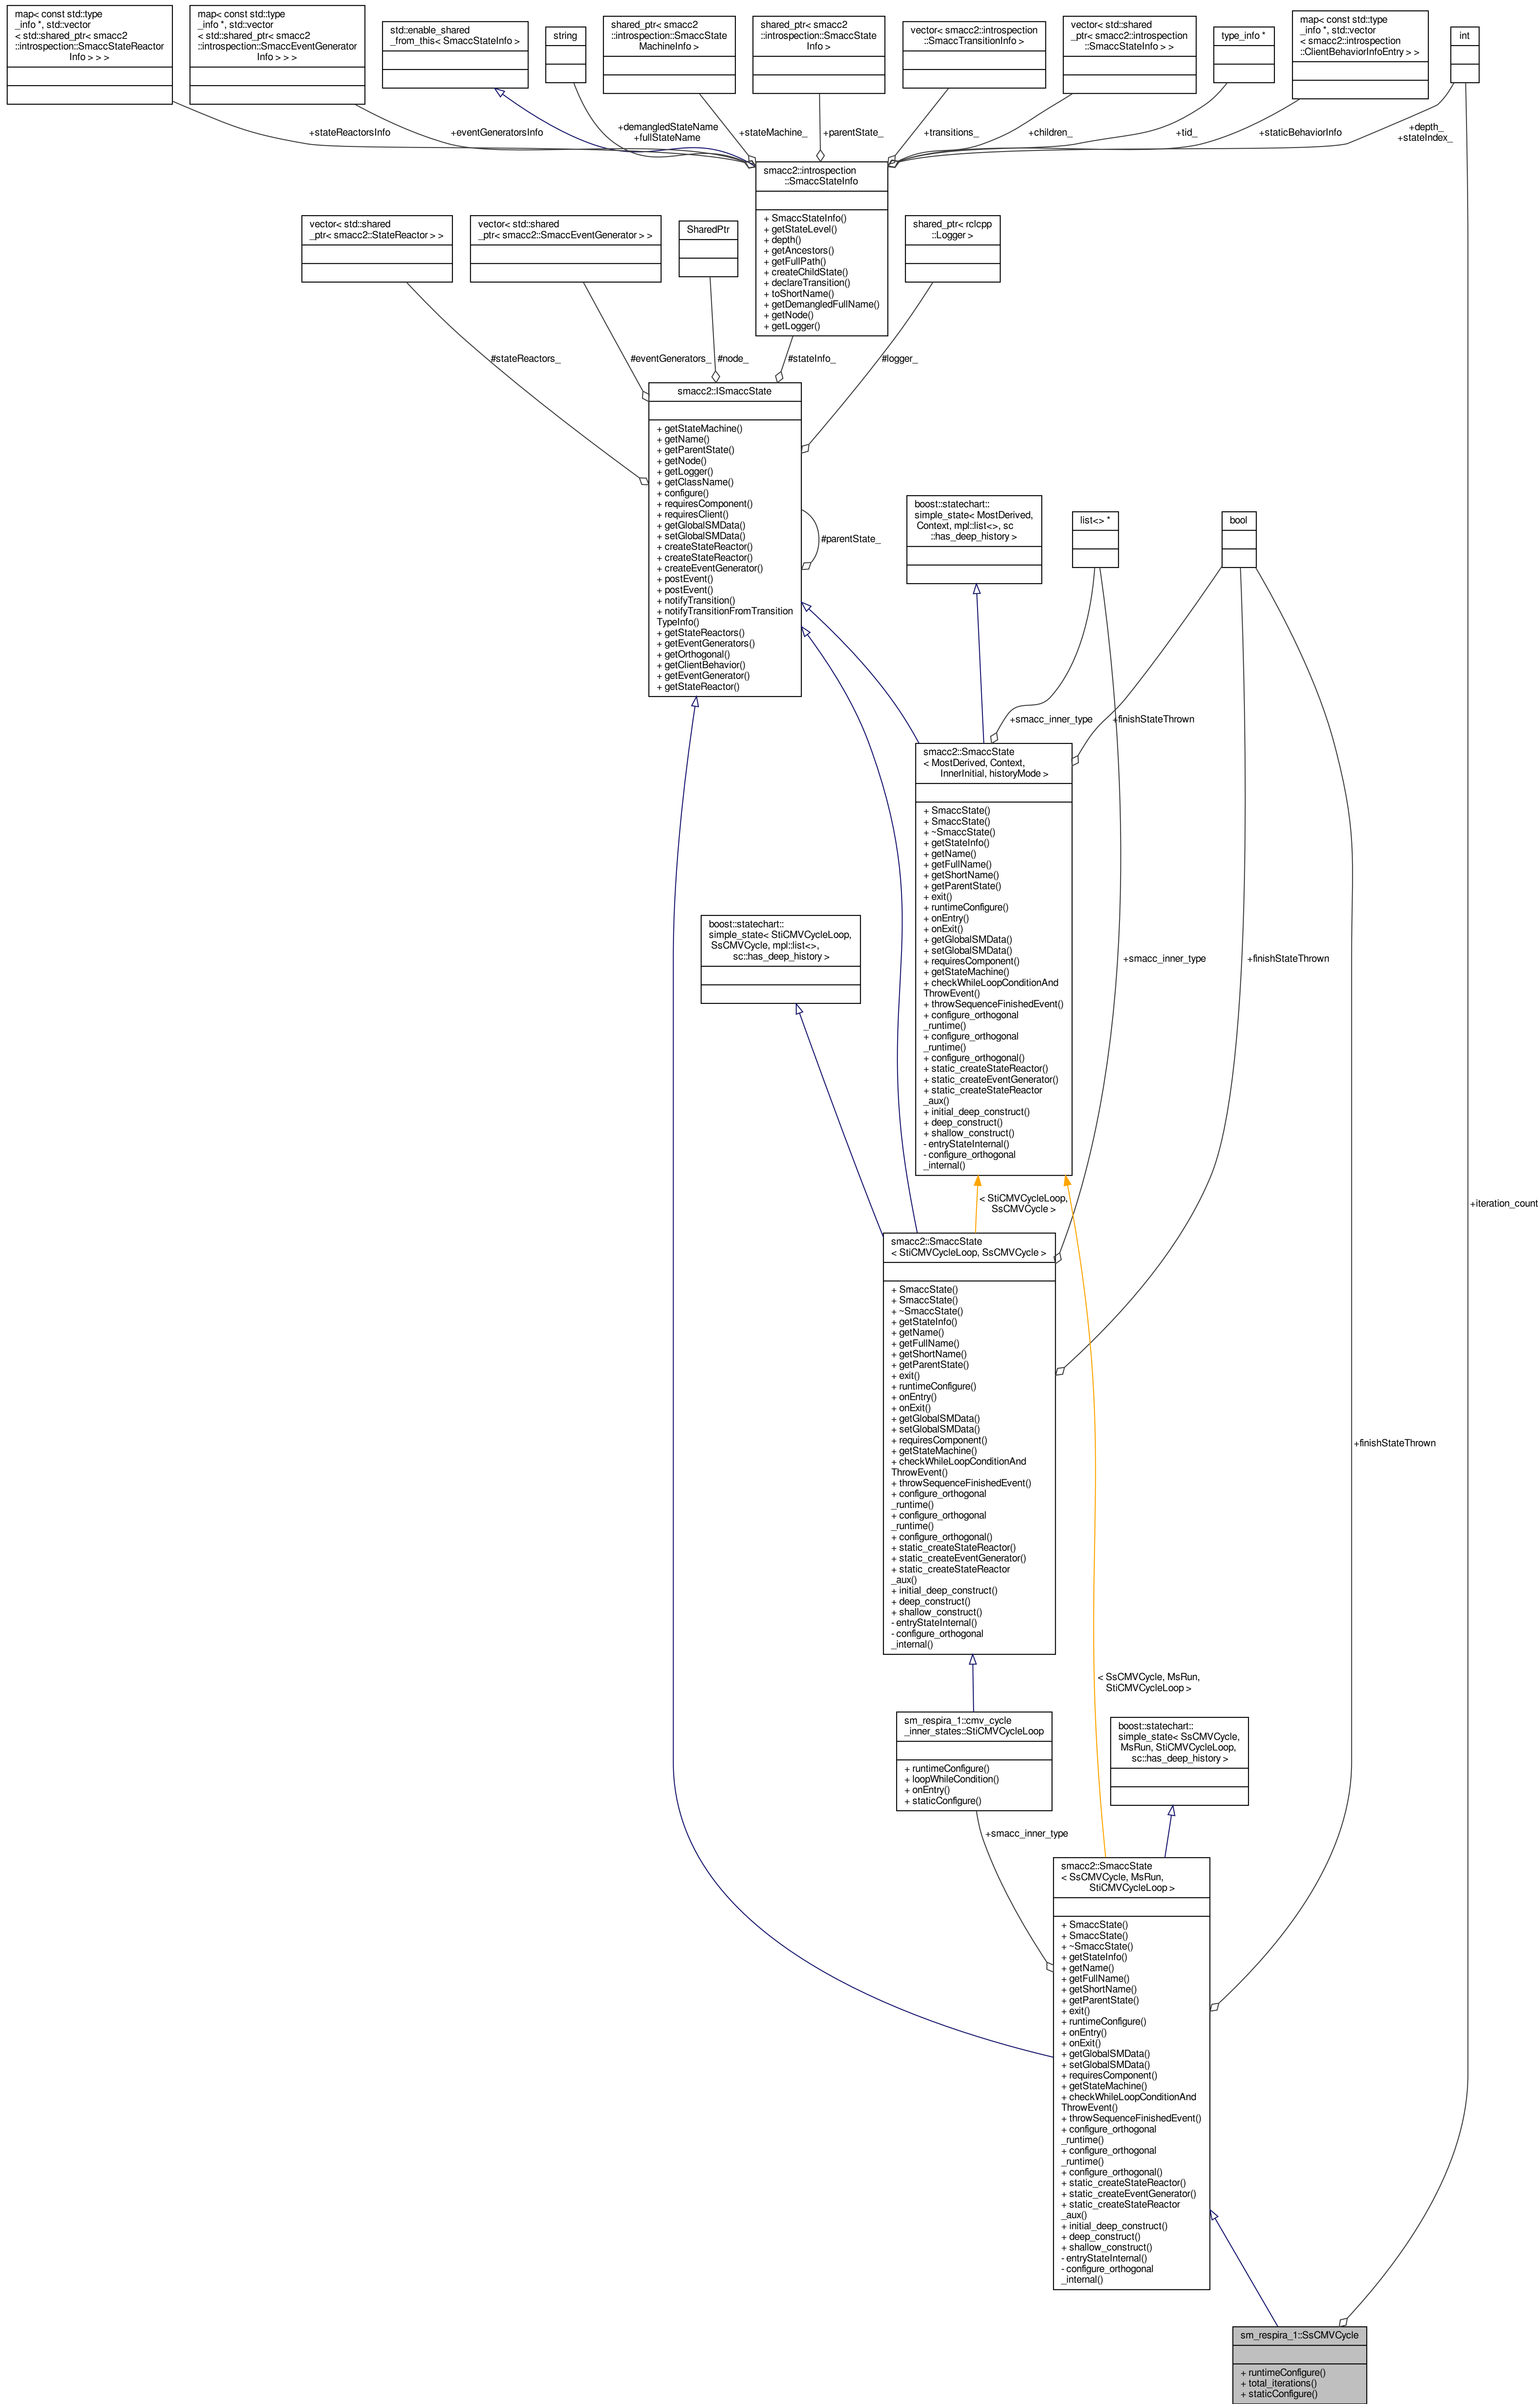 map< const std::type
_info *, std::vector
< std::shared_ptr< smacc2
::introspection::SmaccStateReactor
Info > > >
map< const std::type
_info *, std::vector
< std::shared_ptr< smacc2
::introspection::SmaccEventGenerator
Info > > >
std::enable_shared
_from_this< SmaccStateInfo >
string
shared_ptr< smacc2
::introspection::SmaccState
MachineInfo >
shared_ptr< smacc2
::introspection::SmaccState
Info >
vector< smacc2::introspection
::SmaccTransitionInfo >
vector< std::shared
_ptr< smacc2::introspection
::SmaccStateInfo > >
type_info *
map< const std::type
_info *, std::vector
< smacc2::introspection
::ClientBehaviorInfoEntry > >
int
+stateReactorsInfo
+eventGeneratorsInfo
+demangledStateName
+fullStateName
+stateMachine_
+parentState_
+transitions_
+children_
+tid_
+staticBehaviorInfo
+depth_
+stateIndex_
smacc2::introspection
::SmaccStateInfo
+ SmaccStateInfo()
+ getStateLevel()
+ depth()
+ getAncestors()
+ getFullPath()
+ createChildState()
+ declareTransition()
+ toShortName()
+ getDemangledFullName()
+ getNode()
+ getLogger()
vector< std::shared
_ptr< smacc2::StateReactor > >
vector< std::shared
_ptr< smacc2::SmaccEventGenerator > >
SharedPtr
shared_ptr< rclcpp
::Logger >
#stateReactors_
#eventGenerators_
#node_
#stateInfo_
#logger_
smacc2::ISmaccState
+ getStateMachine()
+ getName()
+ getParentState()
+ getNode()
+ getLogger()
+ getClassName()
+ configure()
+ requiresComponent()
+ requiresClient()
+ getGlobalSMData()
+ setGlobalSMData()
+ createStateReactor()
+ createStateReactor()
+ createEventGenerator()
+ postEvent()
+ postEvent()
+ notifyTransition()
+ notifyTransitionFromTransition
TypeInfo()
+ getStateReactors()
+ getEventGenerators()
+ getOrthogonal()
+ getClientBehavior()
+ getEventGenerator()
+ getStateReactor()
#parentState_
boost::statechart::
simple_state< MostDerived,
Context, mpl::list<>, sc
::has_deep_history >
list<> *
bool
+smacc_inner_type
+finishStateThrown
smacc2::SmaccState
< MostDerived, Context,
InnerInitial, historyMode >
+ SmaccState()
+ SmaccState()
+ ~SmaccState()
+ getStateInfo()
+ getName()
+ getFullName()
+ getShortName()
+ getParentState()
+ exit()
+ runtimeConfigure()
+ onEntry()
+ onExit()
+ getGlobalSMData()
+ setGlobalSMData()
+ requiresComponent()
+ getStateMachine()
+ checkWhileLoopConditionAnd
ThrowEvent()
+ throwSequenceFinishedEvent()
+ configure_orthogonal
_runtime()
+ configure_orthogonal
_runtime()
+ configure_orthogonal()
+ static_createStateReactor()
+ static_createEventGenerator()
+ static_createStateReactor
_aux()
+ initial_deep_construct()
+ deep_construct()
+ shallow_construct()
- entryStateInternal()
- configure_orthogonal
_internal()
boost::statechart::
simple_state< StiCMVCycleLoop,
SsCMVCycle, mpl::list<>,
sc::has_deep_history >
+smacc_inner_type
+finishStateThrown
< StiCMVCycleLoop,
SsCMVCycle >
+iteration_count
smacc2::SmaccState
< StiCMVCycleLoop, SsCMVCycle >
+ SmaccState()
+ SmaccState()
+ ~SmaccState()
+ getStateInfo()
+ getName()
+ getFullName()
+ getShortName()
+ getParentState()
+ exit()
+ runtimeConfigure()
+ onEntry()
+ onExit()
+ getGlobalSMData()
+ setGlobalSMData()
+ requiresComponent()
+ getStateMachine()
+ checkWhileLoopConditionAnd
ThrowEvent()
+ throwSequenceFinishedEvent()
+ configure_orthogonal
_runtime()
+ configure_orthogonal
_runtime()
+ configure_orthogonal()
+ static_createStateReactor()
+ static_createEventGenerator()
+ static_createStateReactor
_aux()
+ initial_deep_construct()
+ deep_construct()
+ shallow_construct()
- entryStateInternal()
- configure_orthogonal
_internal()
+finishStateThrown
< SsCMVCycle, MsRun,
StiCMVCycleLoop >
sm_respira_1::cmv_cycle
_inner_states::StiCMVCycleLoop
+ runtimeConfigure()
+ loopWhileCondition()
+ onEntry()
+ staticConfigure()
boost::statechart::
simple_state< SsCMVCycle,
MsRun, StiCMVCycleLoop,
sc::has_deep_history >
+smacc_inner_type
smacc2::SmaccState
< SsCMVCycle, MsRun,
StiCMVCycleLoop >
+ SmaccState()
+ SmaccState()
+ ~SmaccState()
+ getStateInfo()
+ getName()
+ getFullName()
+ getShortName()
+ getParentState()
+ exit()
+ runtimeConfigure()
+ onEntry()
+ onExit()
+ getGlobalSMData()
+ setGlobalSMData()
+ requiresComponent()
+ getStateMachine()
+ checkWhileLoopConditionAnd
ThrowEvent()
+ throwSequenceFinishedEvent()
+ configure_orthogonal
_runtime()
+ configure_orthogonal
_runtime()
+ configure_orthogonal()
+ static_createStateReactor()
+ static_createEventGenerator()
+ static_createStateReactor
_aux()
+ initial_deep_construct()
+ deep_construct()
+ shallow_construct()
- entryStateInternal()
- configure_orthogonal
_internal()
sm_respira_1::SsCMVCycle
+ runtimeConfigure()
+ total_iterations()
+ staticConfigure()